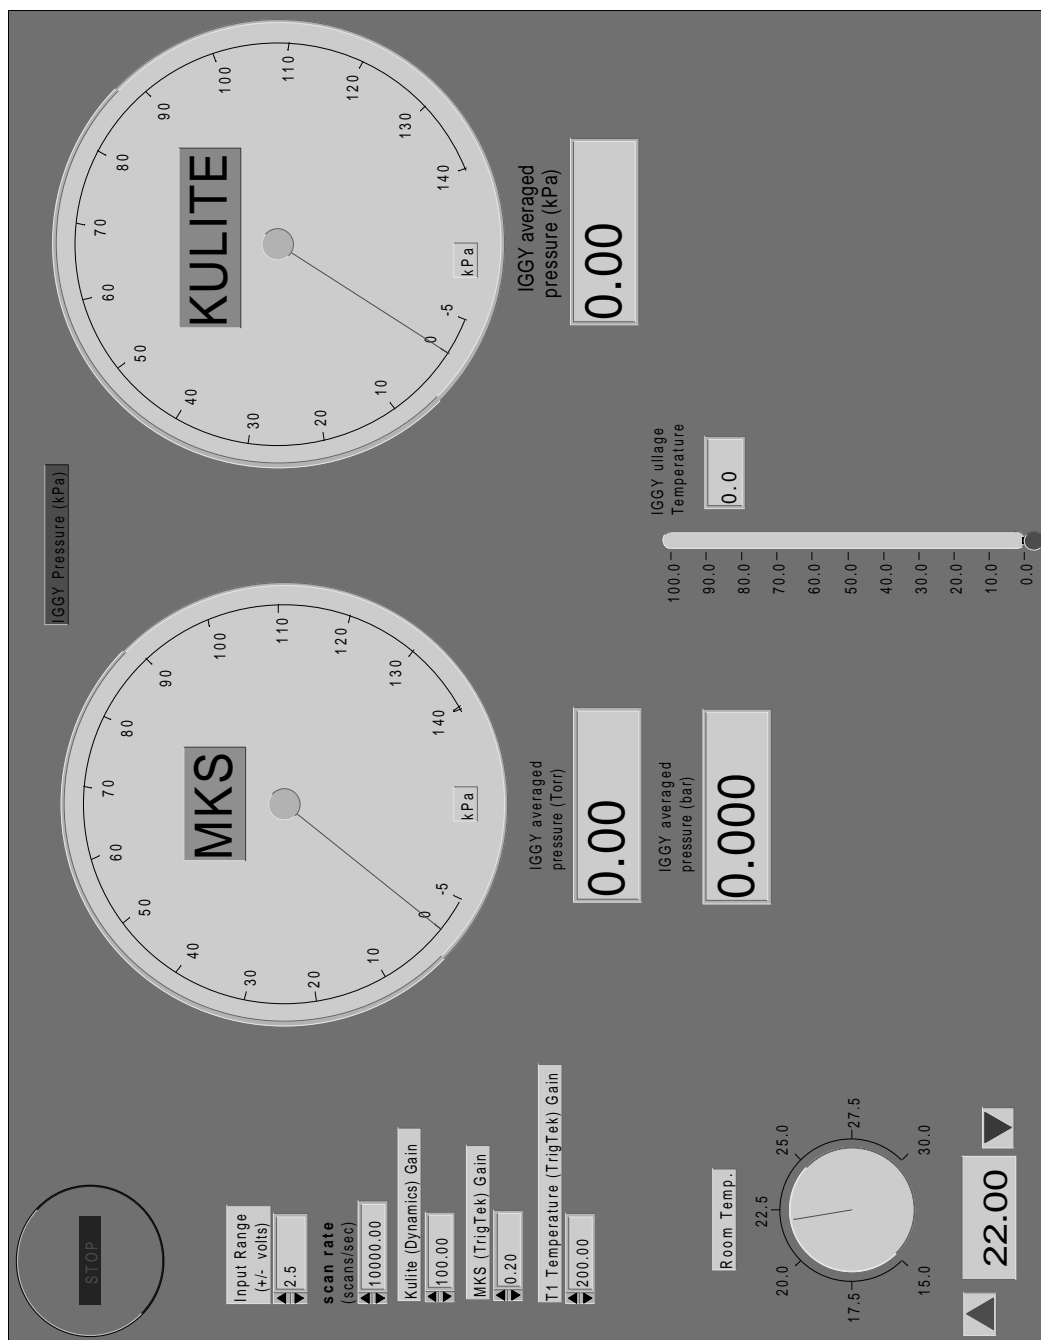 STOP
Input Range
(+/- volts)
2.5
scan rate
(scans/sec)
10000.00
Kulite (Dynamics) Gain
100.00
MKS (TrigTek) Gain
0.20
T1 Temperature (TrigTek) Gain
200.00
Room Temp.
15.0
17.5
20.0
22.5
25.0
27.5
30.0
22.00
IGGY Pressure (kPa)
MKS
-5
0
10
20
30
40
50
60
70
80
90
100
110
120
130
140
kPa
IGGY averaged
pressure (Torr)
0.00
IGGY averaged
pressure (bar)
0.000
KULITE
-5
0
10
20
30
40
50
60
70
80
90
100
110
120
130
140
kPa
IGGY averaged
pressure (kPa)
0.00
IGGY ullage
Temperature
0.0
100.0
90.0
80.0
70.0
60.0
50.0
40.0
30.0
20.0
10.0
0.0